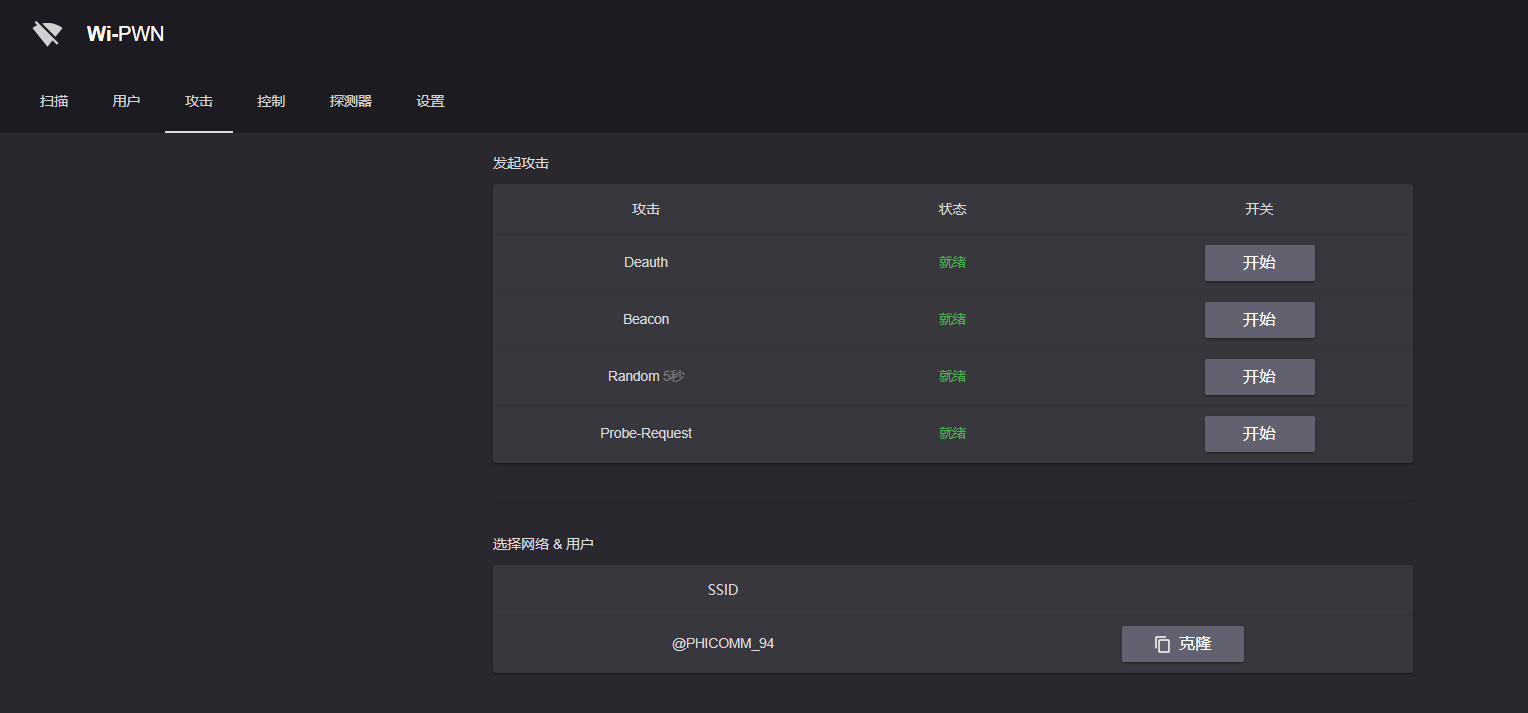 Wi-PWN
扫描 用户 攻击 控制 探测器 设置
发起攻击
攻击 状态 开关
Deauth 就绪 开始
Beacon 就绪 开始
Random 5秒 就绪 开始
Probe-Request 就绪 开始
选择网络 & 用户
SSID
@PHICOMM_94 克隆